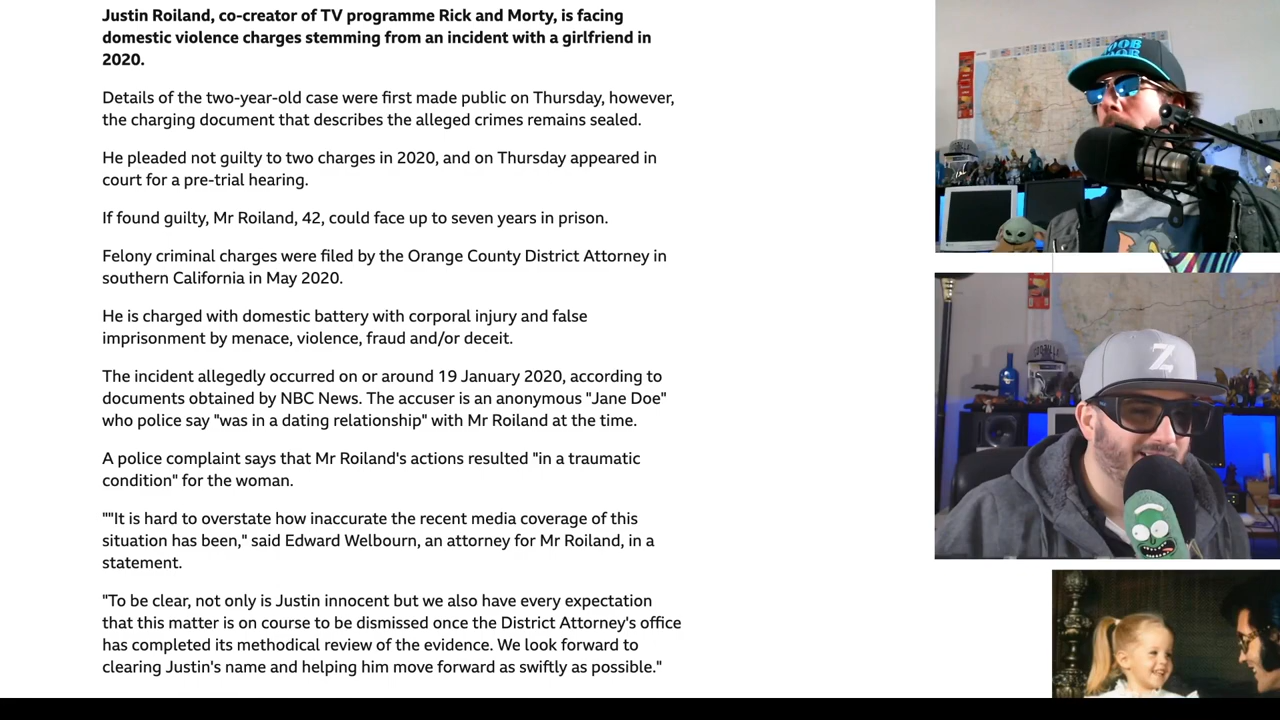 Justin Roiland, co-creator of TV programme Rick and Morty, is facing
domestic violence charges stemming from an incident with a girlfriend in
2020.
Details of the two-year-old case were first made public on Thursday, however,
the charging document that describes the alleged crimes remains sealed.
He pleaded not guilty to two charges in 2020, and on Thursday appeared in
court for a pre-trial hearing.
If found guilty, Mr Roiland, 42, could face up to seven years in prison.
Felony criminal charges were filed by the Orange County District Attorney in
southern California in May 2020.
He is charged with domestic battery with corporal injury and false
imprisonment by menace, violence, fraud and/or deceit.
The incident allegedly occurred on or around 19 January 2020, according to
documents obtained by NBC News. The accuser is an anonymous "Jane Doe"
who police say "was in a dating relationship" with Mr Roiland at the time.
A police complaint says that Mr Roiland's actions resulted "in a traumatic
condition" for the woman.
""It is hard to overstate how inaccurate the recent media coverage of this
situation has been," said Edward Welbourn, an attorney for Mr Roiland, in a
statement.
"To be clear, not only is Justin innocent but we also have every expectation
that this matter is on course to be dismissed once the District Attorney's office
has completed its methodical review of the evidence. We look forward to
clearing Justin's name and helping him move forward as swiftly as possible."
Z